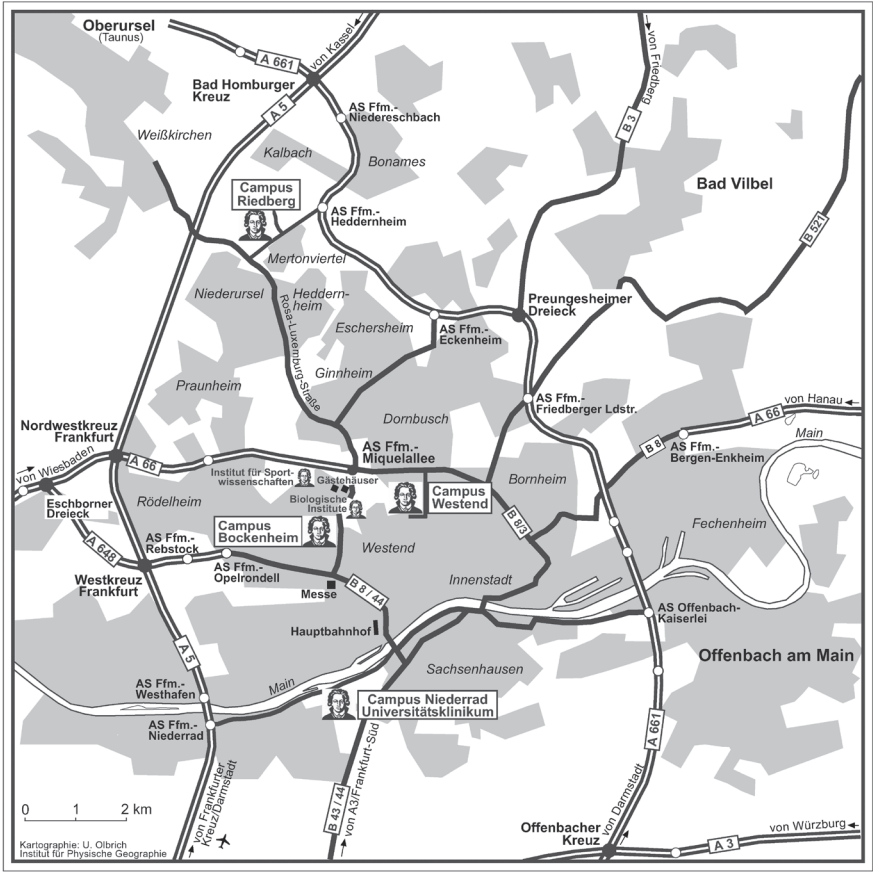 Oberursel
(Taunus)
A 661
von Kassel
von Friedberg
Bad Homburger
Kreuz
A 5
AS Ffm.-
Niedereschbach
B 3
Weißkirchen
Kalbach
Bonames
Bad Vilbel
Campus
Riedberg
AS Ffm.-
Heddernheim
B 521
Mertonviertel
Niederursel
Heddern-
heim
Rosa-Luxemburg-Straße
Preungesheimer
Dreieck
Eschersheim
AS Ffm.-
Eckenheim
Ginnheim
Praunheim
Dornbusch
AS Ffm.-
Friedberger Ldstr.
von Hanau
A 66
Nordwestkreuz
Frankfurt
von Wiesbaden
A 66
AS Ffm.-
Miquelallee
B 8
AS Ffm.-
Bergen-Enkheim
Main
Institut für Sport-
wissenschaften
Gästehäuser
Biologische
Institute
Campus
Westend
Bornheim
Eschborner
Dreieck
Rödelheim
Campus
Bockenheim
B 8/3
Fechenheim
A 648
AS Ffm.-
Rebstock
AS Ffm.-
Opelrondell
Westend
Westkreuz
Frankfurt
Messe
B 8/44
Innenstadt
AS Offenbach-
Kaiserlei
Hauptbahnhof
A 5
Sachsenhausen
Offenbach am Main
AS Ffm.-
Westhafen
Main
Campus Niederrad
Universitätsklinikum
AS Ffm.-
Niederrad
A 661
von Frankfurter
Kreuz/Darmstadt
B 43/44
von A3/Frankfurt-Süd
von Darmstadt
0 1 2 km
Offenbacher
Kreuz
von Würzburg
A 3
Kartographie: U. Olbrich
Institut für Physische Geographie